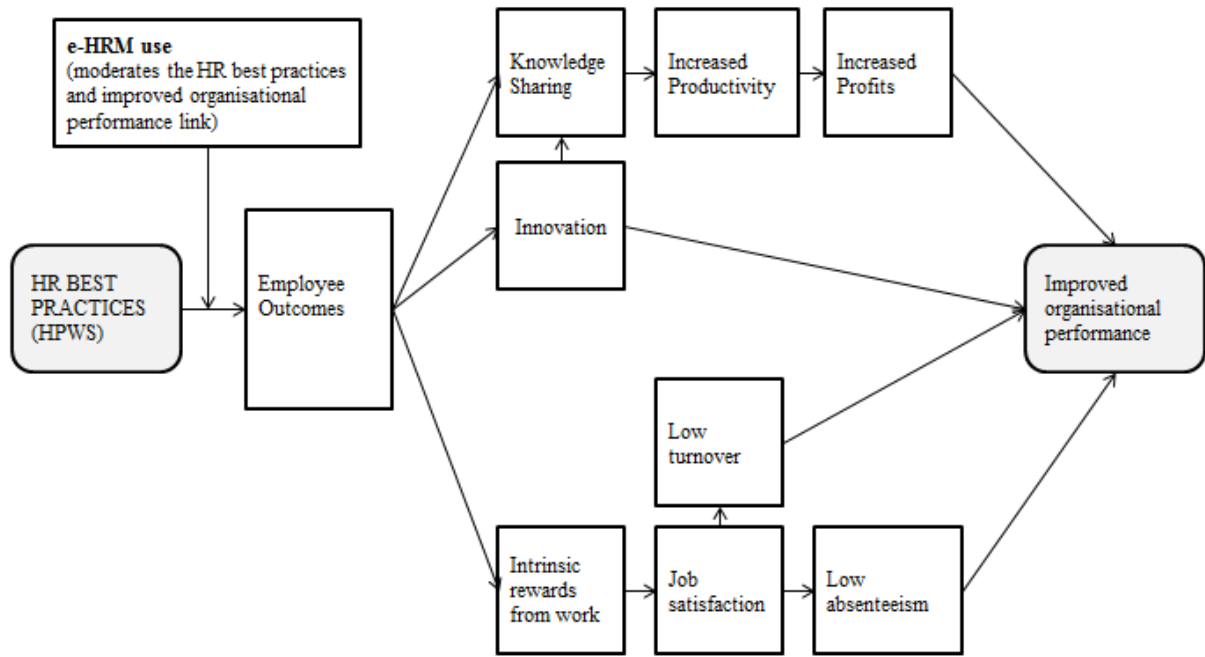 e-HRM use
(moderates the HR best practices
and improved organisational
performance link)
Knowledge
Sharing
Increased
Productivity
Increased
Profits
Innovation
HR BEST
PRACTICES
(HPWS)
Employee
Outcomes
Improved
organisational
performance
Low
turnover
Intrinsic
rewards
from work
Job
satisfaction
Low
absenteeism